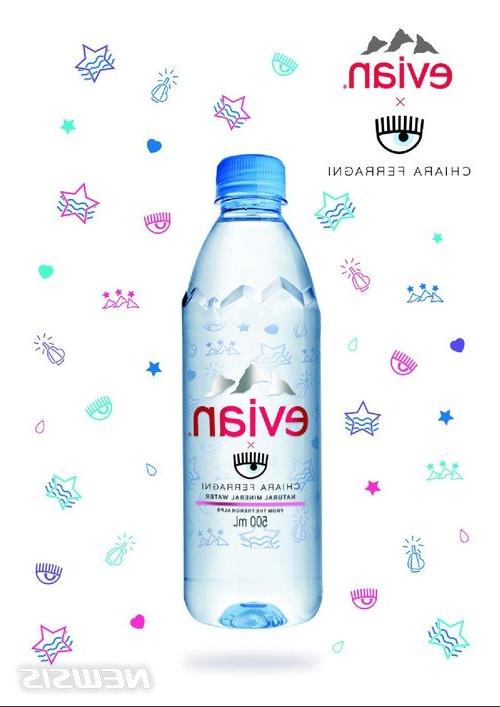 evian.
×
CHIARA FERRAGNI
evian.
×
CHIARA FERRAGNI
NATURAL MINERAL WATER
FROM THE FRENCH ALPS
500 mL
NEWSIS